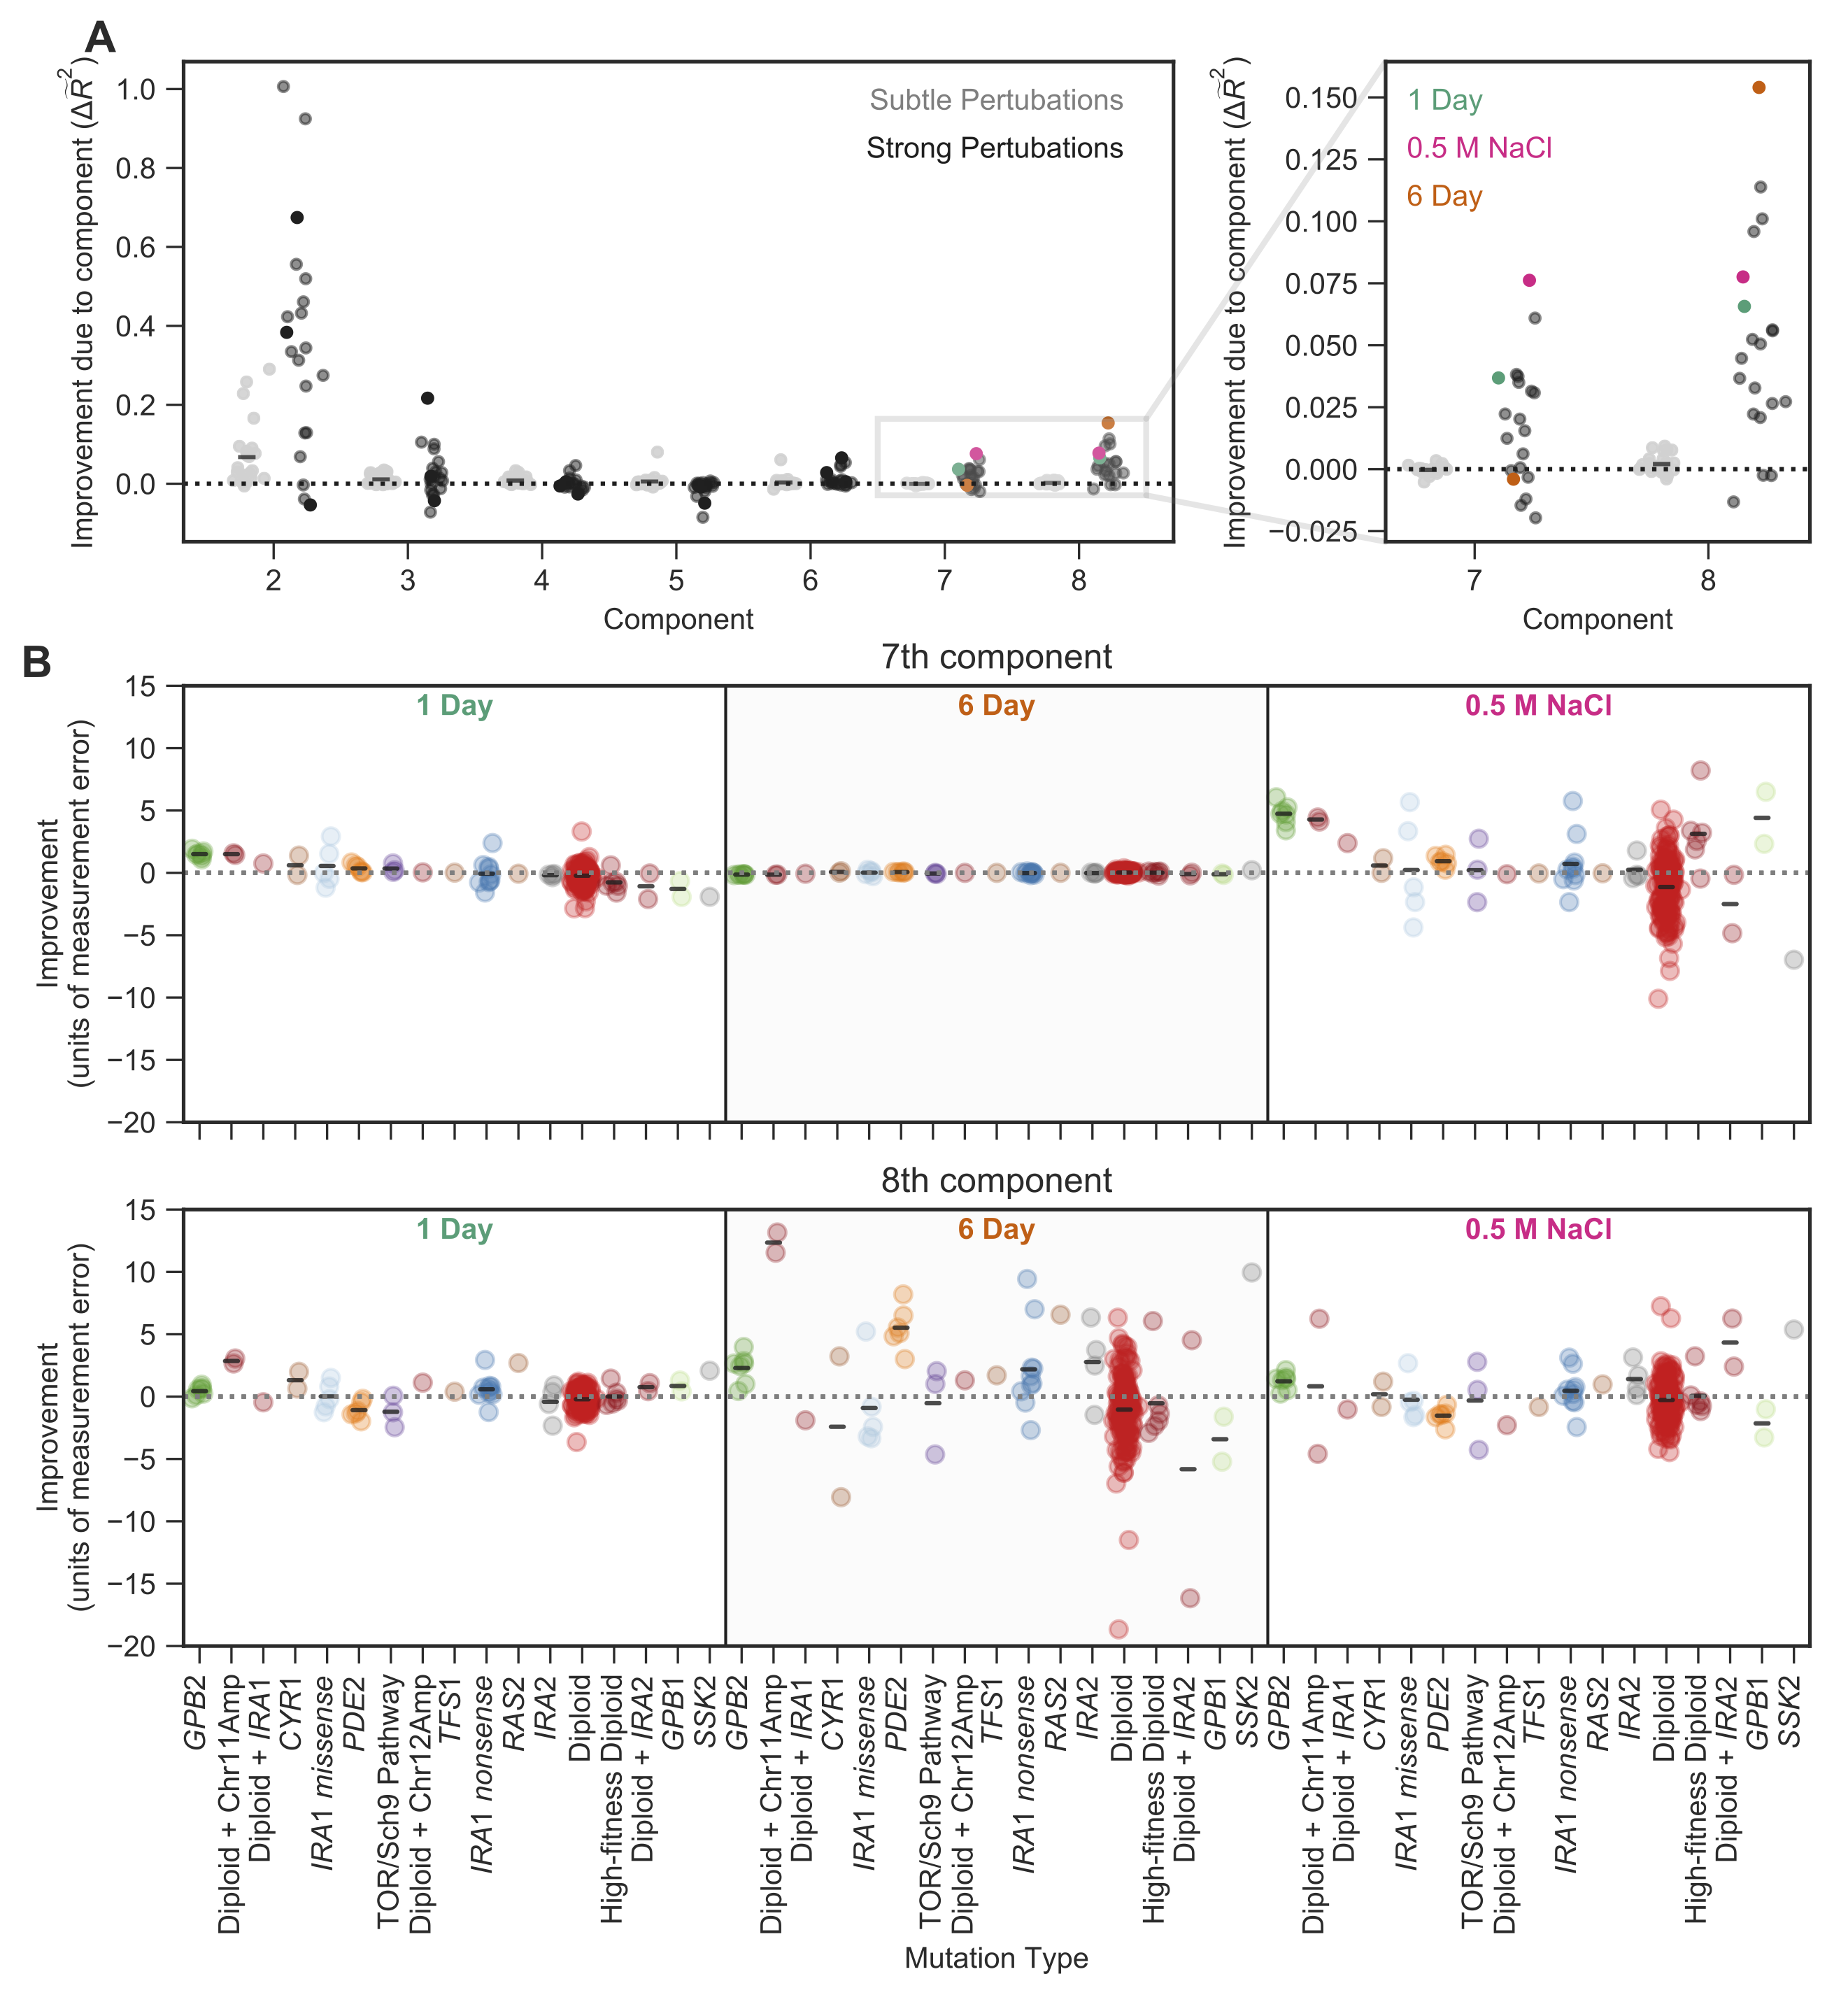 A
Improvement due to component (ΔR̃²)
1.0
0.8
0.6
0.4
0.2
0.0
Subtle Pertubations
Strong Pertubations
2 3 4 5 6 7 8
Component
Improvement due to component (ΔR̃²)
0.150
0.125
0.100
0.075
0.050
0.025
0.000
−0.025
1 Day
0.5 M NaCl
6 Day
7 8
Component
B
7th component
Improvement
(units of measurement error)
15
10
5
0
−5
−10
−15
−20
1 Day 6 Day 0.5 M NaCl
8th component
Improvement
(units of measurement error)
15
10
5
0
−5
−10
−15
−20
1 Day 6 Day 0.5 M NaCl
GPB2
Diploid + Chr11Amp
Diploid + IRA1
CYR1
IRA1 missense
PDE2
TOR/Sch9 Pathway
Diploid + Chr12Amp
TFS1
IRA1 nonsense
RAS2
IRA2
Diploid
High-fitness Diploid
Diploid + IRA2
GPB1
SSK2
GPB2
Diploid + Chr11Amp
Diploid + IRA1
CYR1
IRA1 missense
PDE2
TOR/Sch9 Pathway
Diploid + Chr12Amp
TFS1
IRA1 nonsense
RAS2
IRA2
Diploid
High-fitness Diploid
Diploid + IRA2
GPB1
SSK2
GPB2
Diploid + Chr11Amp
Diploid + IRA1
CYR1
IRA1 missense
PDE2
TOR/Sch9 Pathway
Diploid + Chr12Amp
TFS1
IRA1 nonsense
RAS2
IRA2
Diploid
High-fitness Diploid
Diploid + IRA2
GPB1
SSK2
Mutation Type